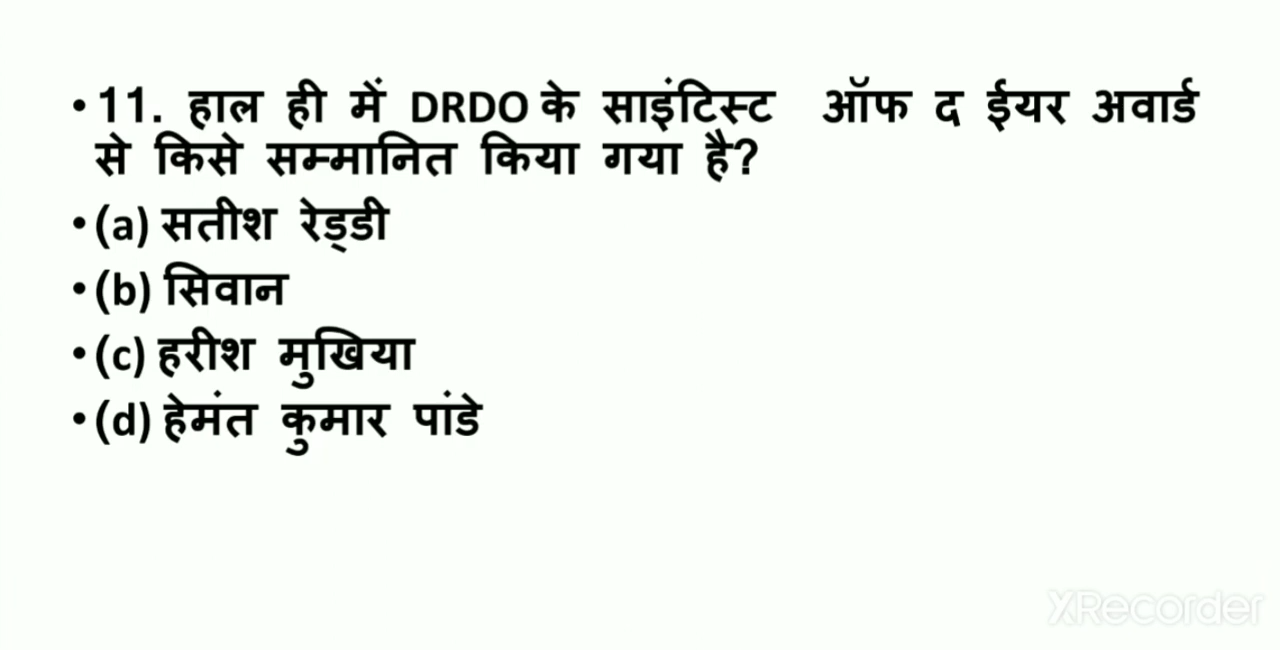 • 11. हाल ही में DRDO के साइंटिस्ट ऑफ द ईयर अवार्ड
से किसे सम्मानित किया गया है?
• (a) सतीश रेड्डी
• (b) सिवान
• (c) हरीश मुखिया
• (d) हेमंत कुमार पांडे
XRecorder